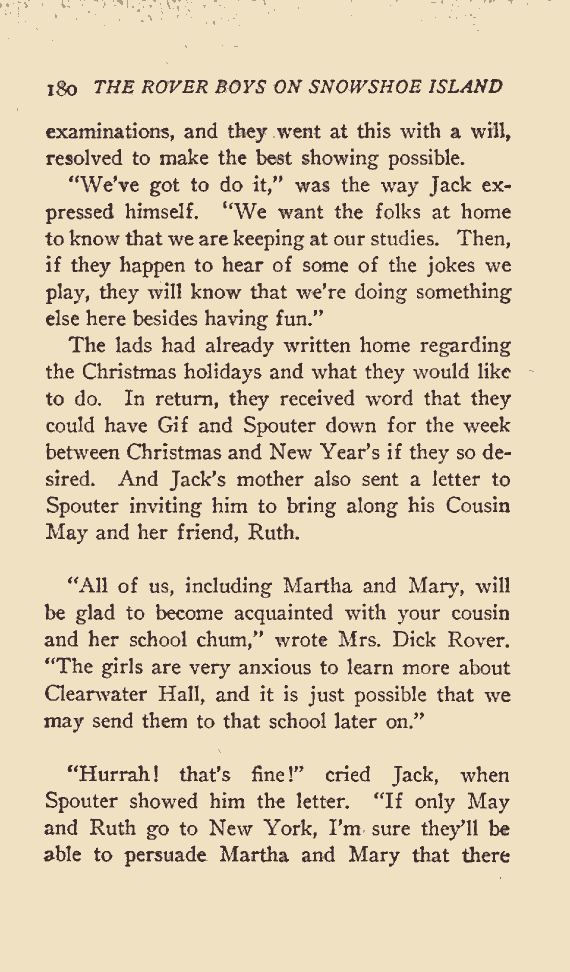 180 THE ROVER BOYS ON SNOWSHOE ISLAND
examinations, and they went at this with a will,
resolved to make the best showing possible.
"We've got to do it," was the way Jack ex-
pressed himself. "We want the folks at home
to know that we are keeping at our studies. Then,
if they happen to hear of some of the jokes we
play, they will know that we're doing something
else here besides having fun."
The lads had already written home regarding
the Christmas holidays and what they would like
to do. In return, they received word that they
could have Gif and Spouter down for the week
between Christmas and New Year's if they so de-
sired. And Jack's mother also sent a letter to
Spouter inviting him to bring along his Cousin
May and her friend, Ruth.
"All of us, including Martha and Mary, will
be glad to become acquainted with your cousin
and her school chum," wrote Mrs. Dick Rover.
"The girls are very anxious to learn more about
Clearwater Hall, and it is just possible that we
may send them to that school later on."
"Hurrah! that's fine!" cried Jack, when
Spouter showed him the letter. "If only May
and Ruth go to New York, I'm sure they'll be
able to persuade Martha and Mary that there